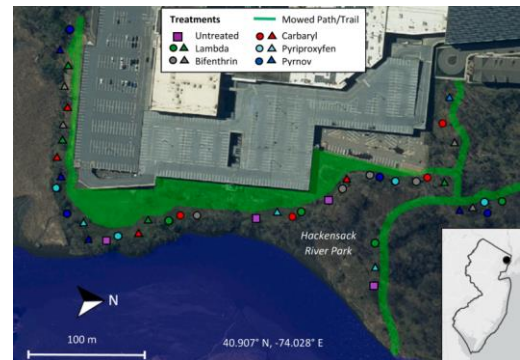 Treatments
Mowed Path/Trail
Untreated
Carbaryl
Lambda
Pyriproxyfen
Bifenthrin
Pyrnov
Hackensack
River Park
N
100 m
40.907° N, -74.028° E